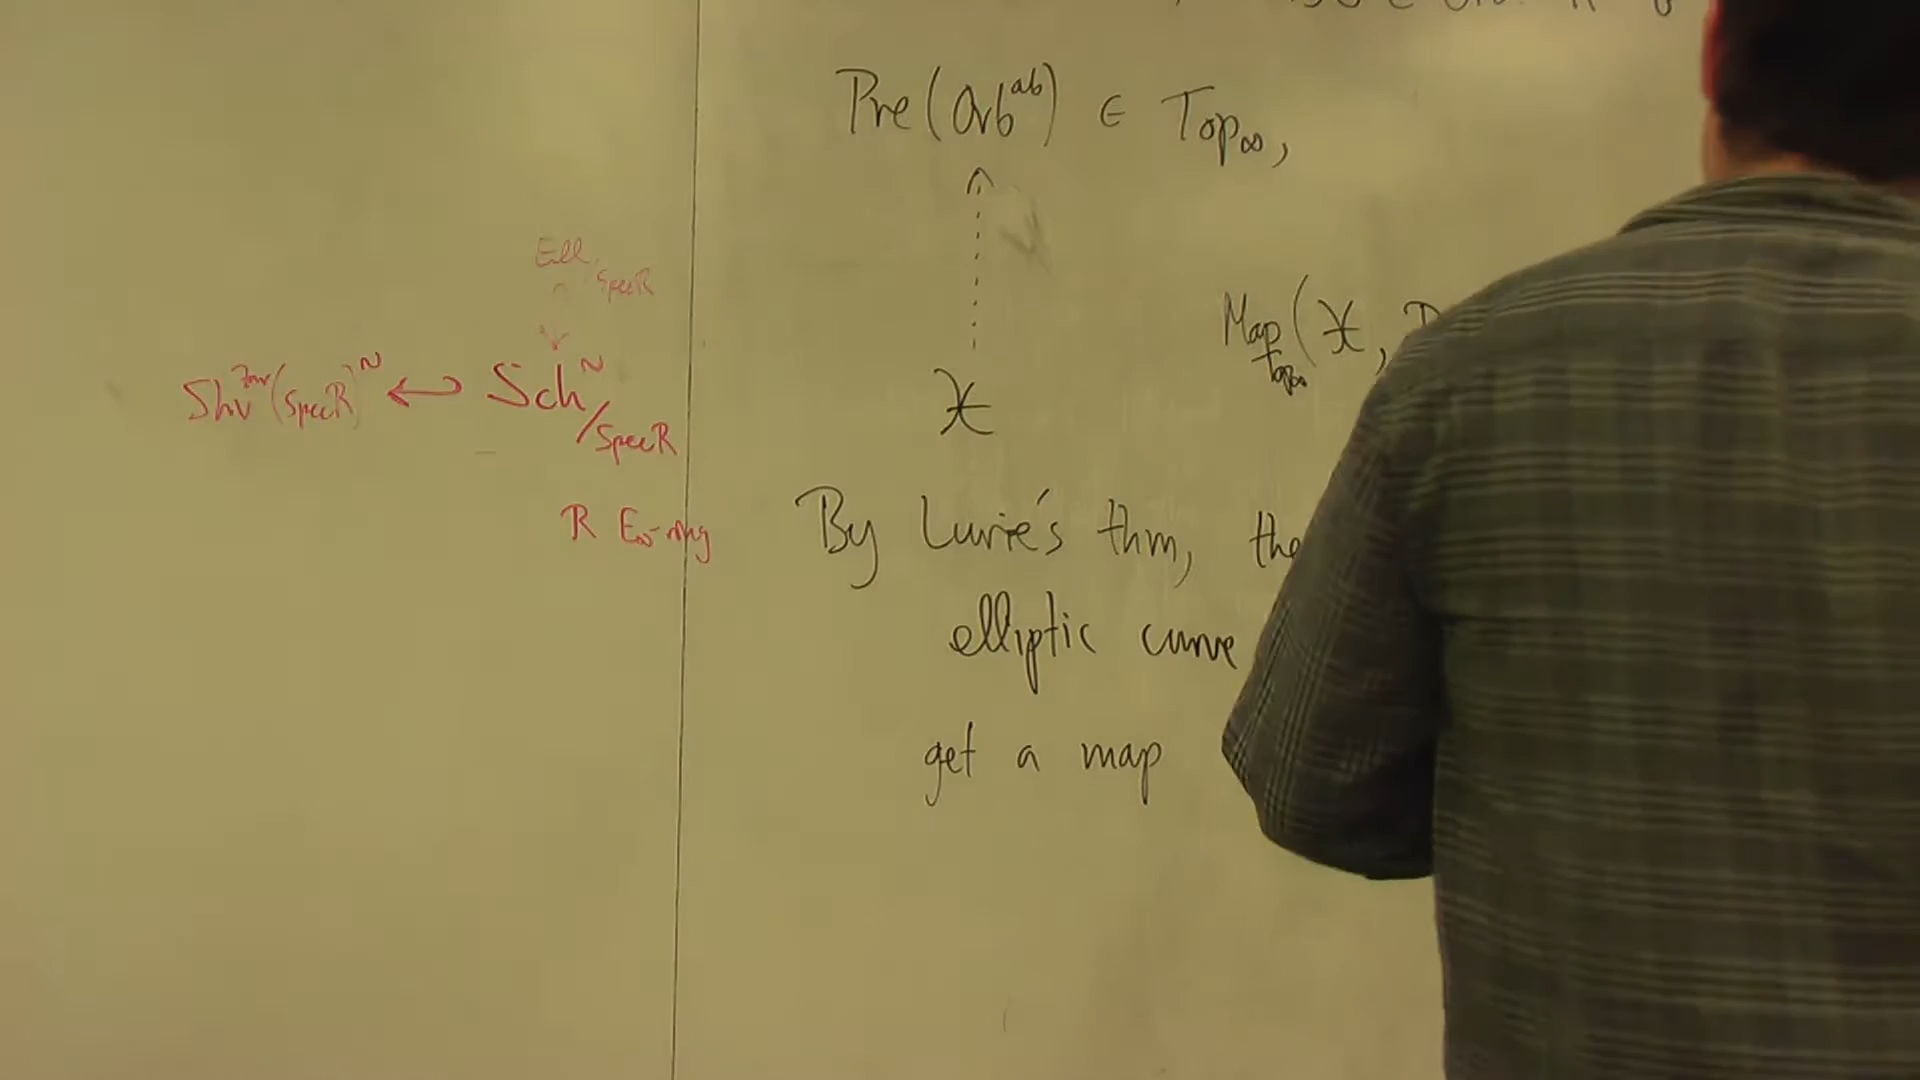 Pre(Orb^ab) ∈ Top_∞,
Ell/SpecR
Map_Top∞(X,
Shv^Zar(SpecR)^~ ↔ Sch^~/SpecR
X
R E∞-ring
By Lurie's thm, the
elliptic curve
get a map